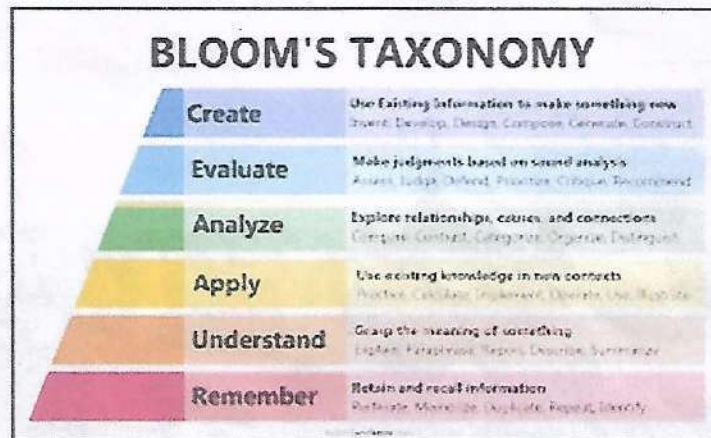 BLOOM'S TAXONOMY
Create
Use Existing Information to make something new
Invent, Develop, Design, Compose, Generate, Construct
Evaluate
Make judgments based on sound analysis
Assess, Judge, Defend, Prioritize, Critique, Recommend
Analyze
Explore relationships, causes, and connections
Compare, Contrast, Categorize, Organize, Distinguish
Apply
Use existing knowledge in new contexts
Practice, Calculate, Implement, Operate, Use, Illustrate
Understand
Grasp the meaning of something
Explain, Paraphrase, Report, Describe, Summarize
Remember
Retain and recall information
Memorize, Duplicate, Repeat, Identify